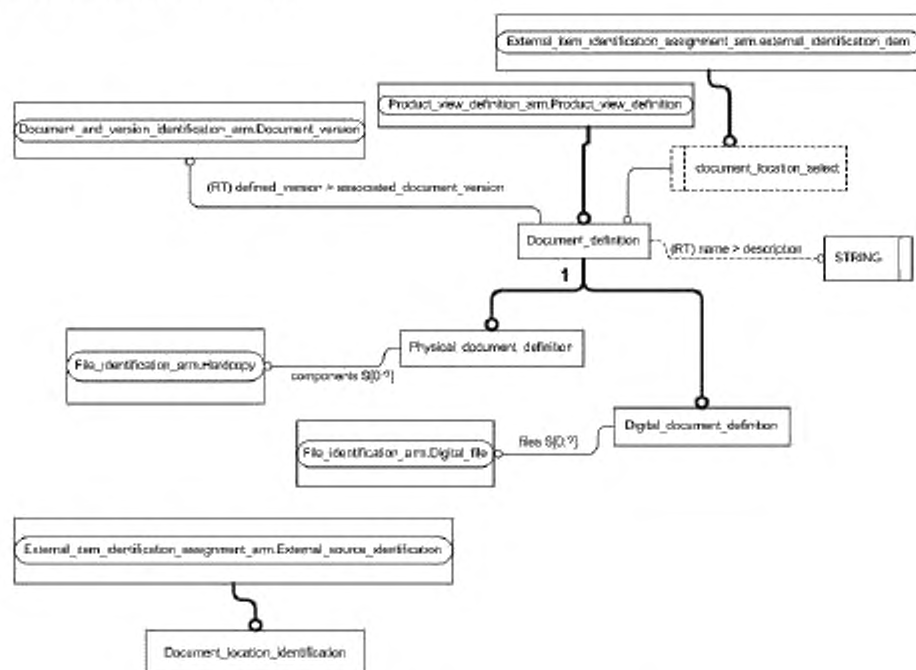 External_item_identification_assignment_arm.external_identification_item
Product_view_definition_arm.Product_view_definition
Document_and_version_identification_arm.Document_version
document_location_select
(RT) defined_version > associated_document_version
Document_definition
(RT) name > description
STRING
1
Physical_document_definition
File_identification_arm.Hardcopy
components S[0:?]
Digital_document_definition
files S[0:?]
File_identification_arm.Digital_file
External_item_identification_assignment_arm.External_source_identification
Document_location_identification